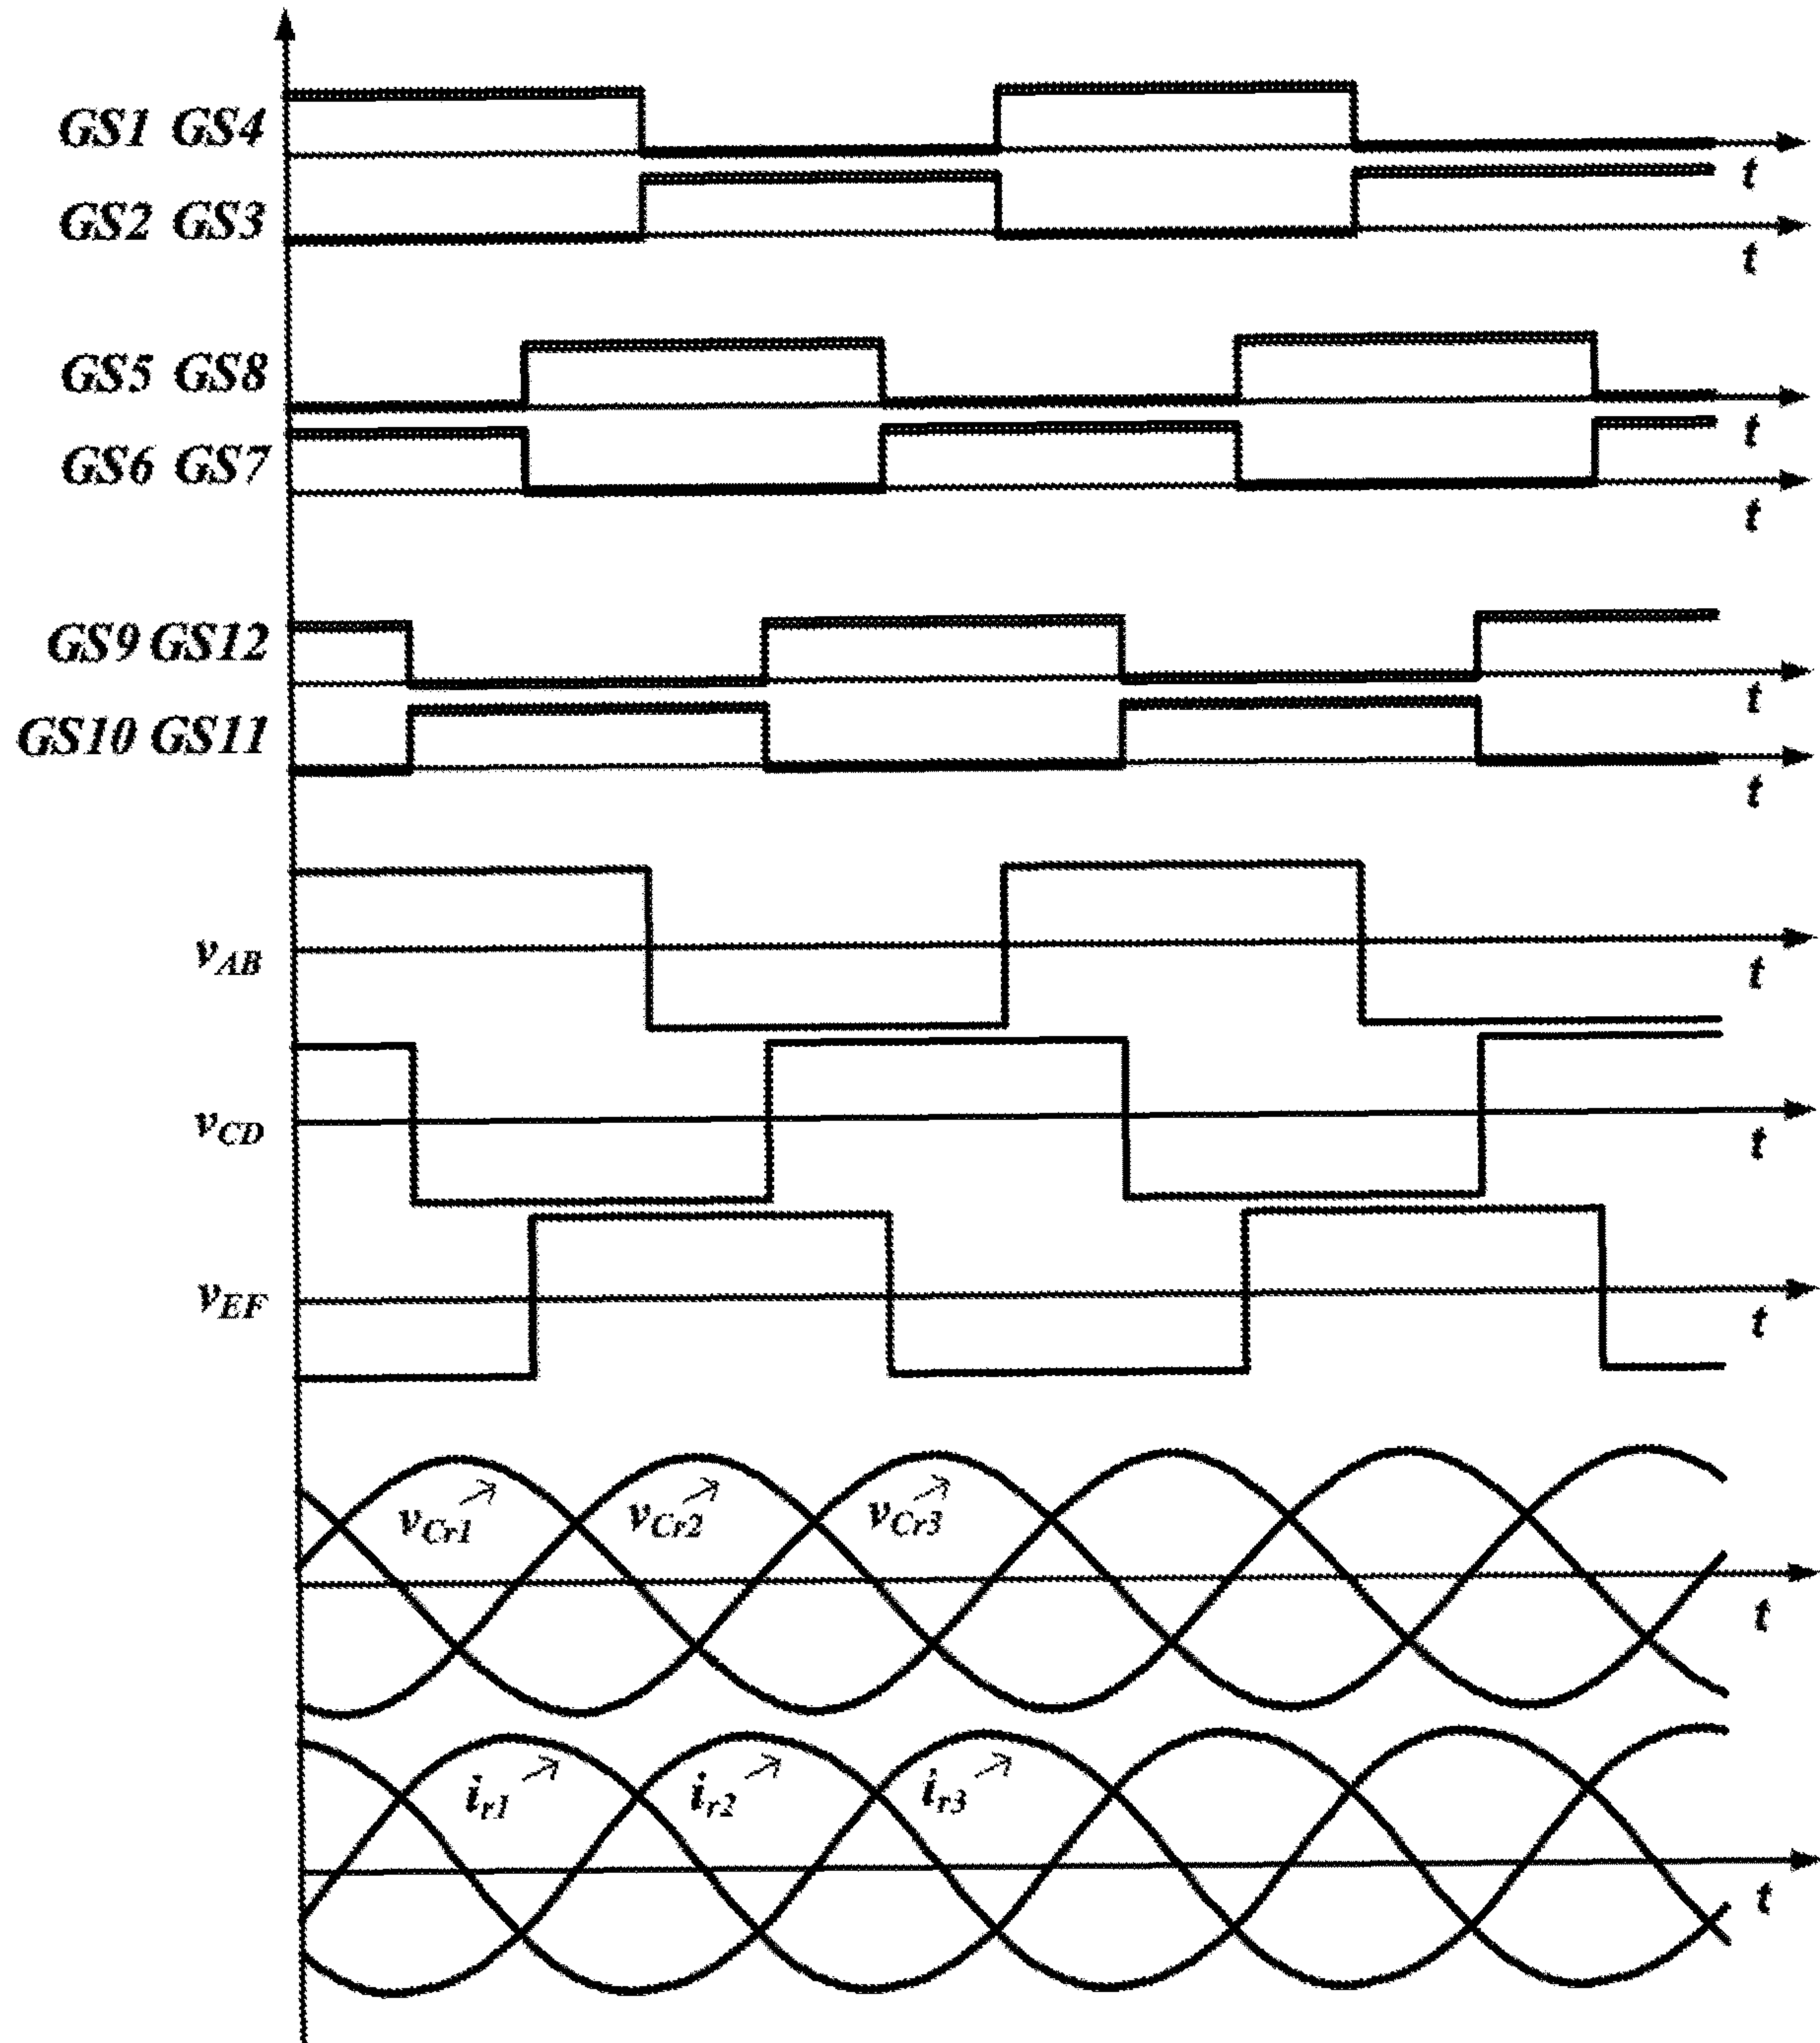 GS1 GS4
t
GS2 GS3
t
GS5 GS8
t
GS6 GS7
t
GS9 GS12
t
GS10 GS11
t
vAB
t
vCD
t
vEF
t
vCr1 vCr2 vCr3
t
ir1 ir2 ir3
t